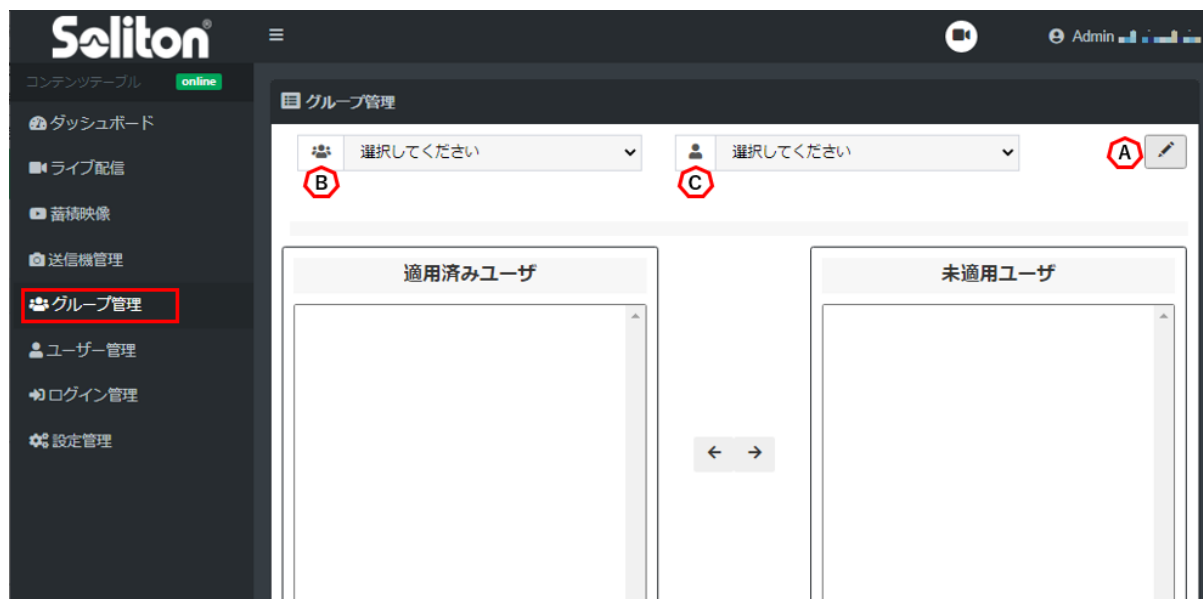 Soliton®
Admin
コンテンツテーブル online
ダッシュボード
ライブ配信
蓄積映像
送信機管理
グループ管理
ユーザー管理
ログイン管理
設定管理
グループ管理
選択してください
選択してください
A
B
C
適用済みユーザ
未適用ユーザ